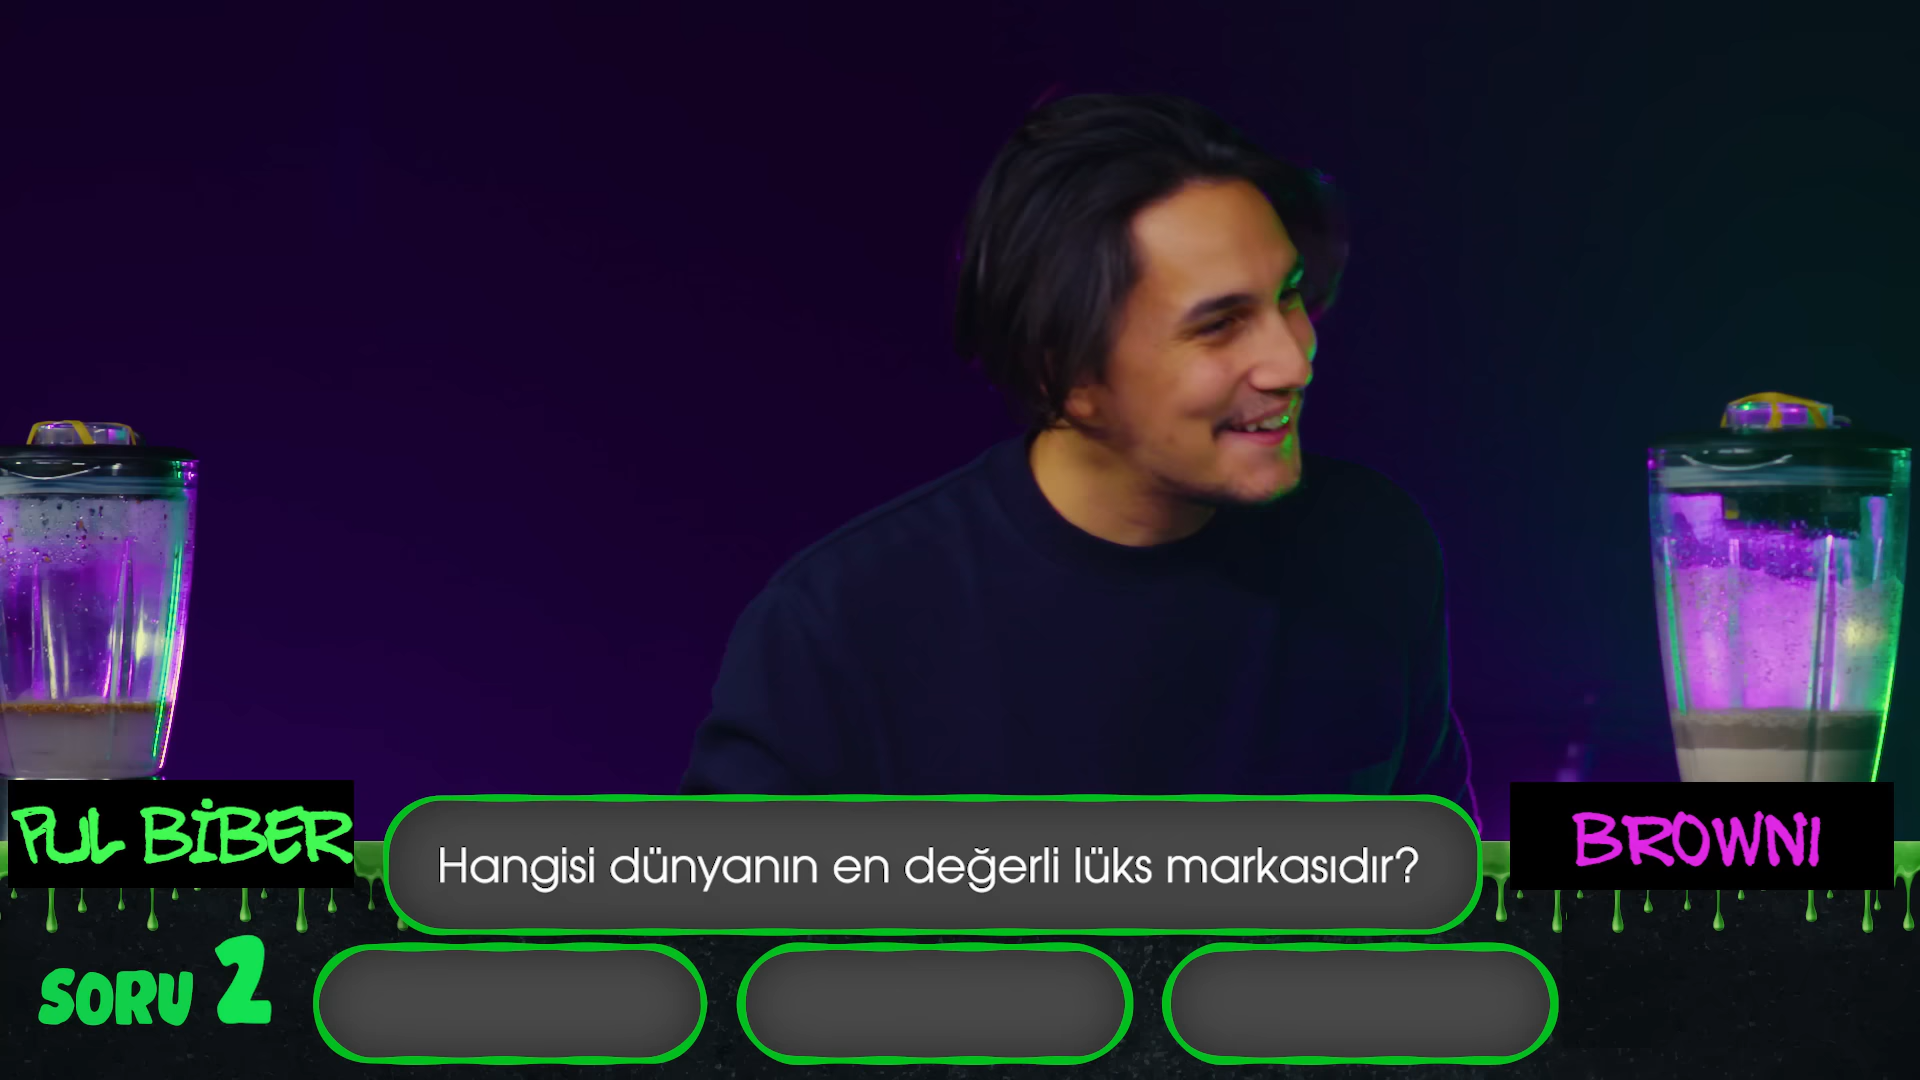 PUL BİBER
Hangisi dünyanın en değerli lüks markasıdır?
BROWNI
SORU 2